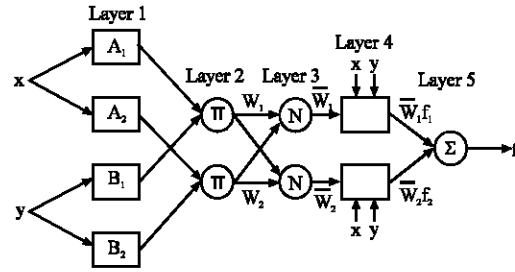 Layer 1
Layer 2
Layer 3
Layer 4
Layer 5
x
y
A₁
A₂
B₁
B₂
π
π
W₁
W₂
N
N
W̅₁
W̅₂
x y
x y
W̅₁f₁
W̅₂f₂
Σ
f